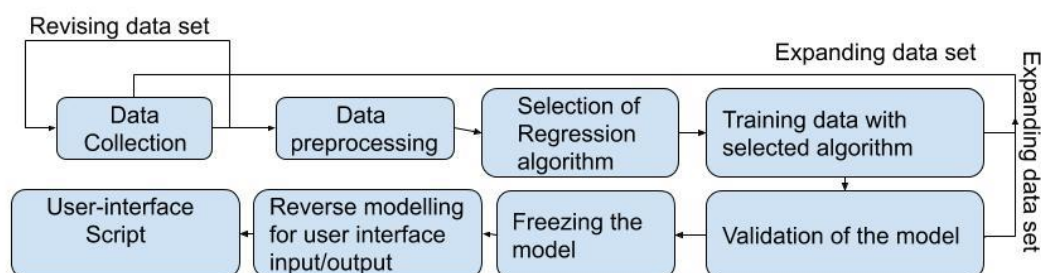 Revising data set
Expanding data set
Expanding data set
Data
Collection
Data
preprocessing
Selection of
Regression
algorithm
Training data with
selected algorithm
User-interface
Script
Reverse modelling
for user interface
input/output
Freezing the
model
Validation of the model